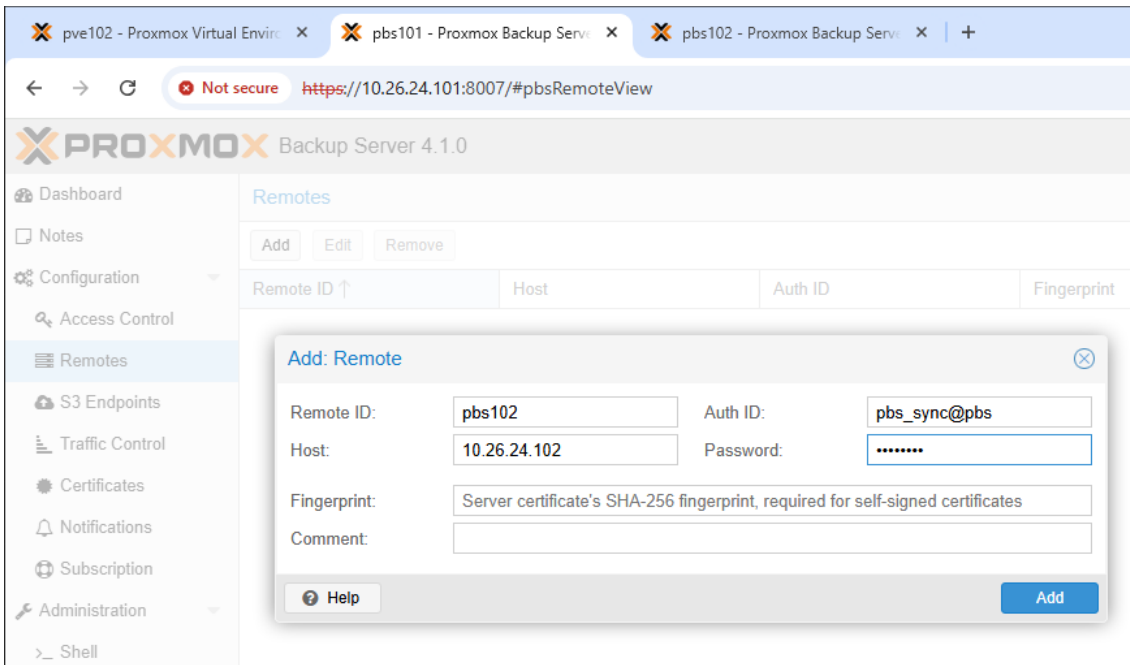 pve102 - Proxmox Virtual Enviro
pbs101 - Proxmox Backup Serve
pbs102 - Proxmox Backup Serve
Not secure https://10.26.24.101:8007/#pbsRemoteView
PROXMOX Backup Server 4.1.0
Dashboard
Notes
Configuration
Access Control
Remotes
S3 Endpoints
Traffic Control
Certificates
Notifications
Subscription
Administration
Shell
Remotes
Add Edit Remove
Remote ID ↑ Host Auth ID Fingerprint
Add: Remote
Remote ID: pbs102 Auth ID: pbs_sync@pbs
Host: 10.26.24.102 Password: ••••••••
Fingerprint: Server certificate's SHA-256 fingerprint, required for self-signed certificates
Comment:
Help Add